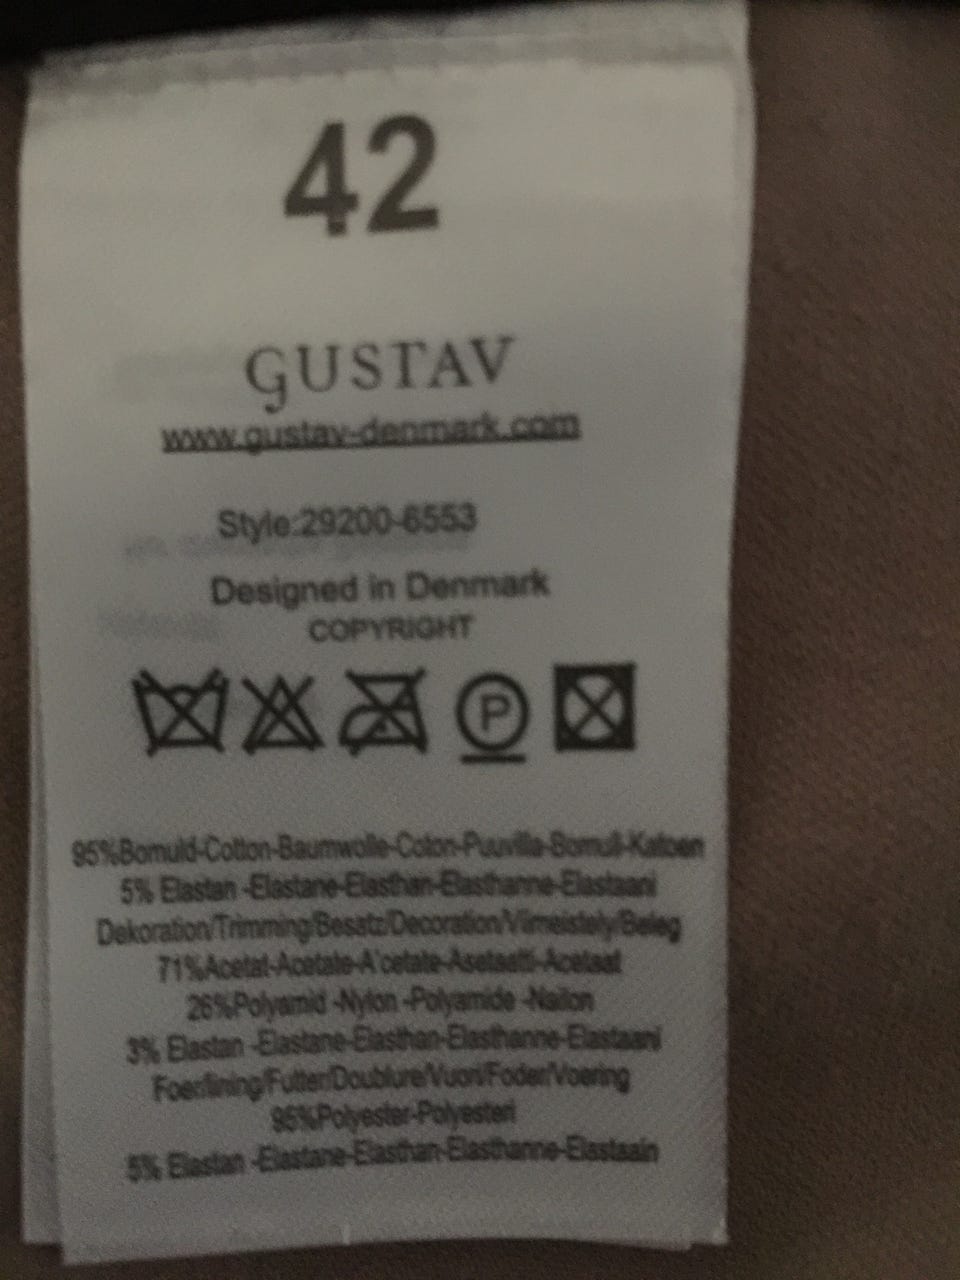 42
GUSTAV
www.gustav-denmark.com
Style:29200-6553
Designed in Denmark
COPYRIGHT
P
95%Bomuld-Cotton-Baumwolle-Coton-Puuvilla-Bomull-Katoen
5% Elastan -Elastane-Elasthan-Elasthanne-Elastaani
Dekoration/Trimming/Besatz/Decoration/Viimeistely/Beleg
71%Acetat-Acetate-A'cetate-Asetaatti-Acetaat
26%Polyamid -Nylon -Polyamide -Nailon
3% Elastan -Elastane-Elasthan-Elasthanne-Elastaani
Foer/lining/Futter/Doublure/Vuori/Foder/Voering
95%Polyester-Polyesteri
5% Elastan -Elastane-Elasthan-Elasthanne-Elastaain